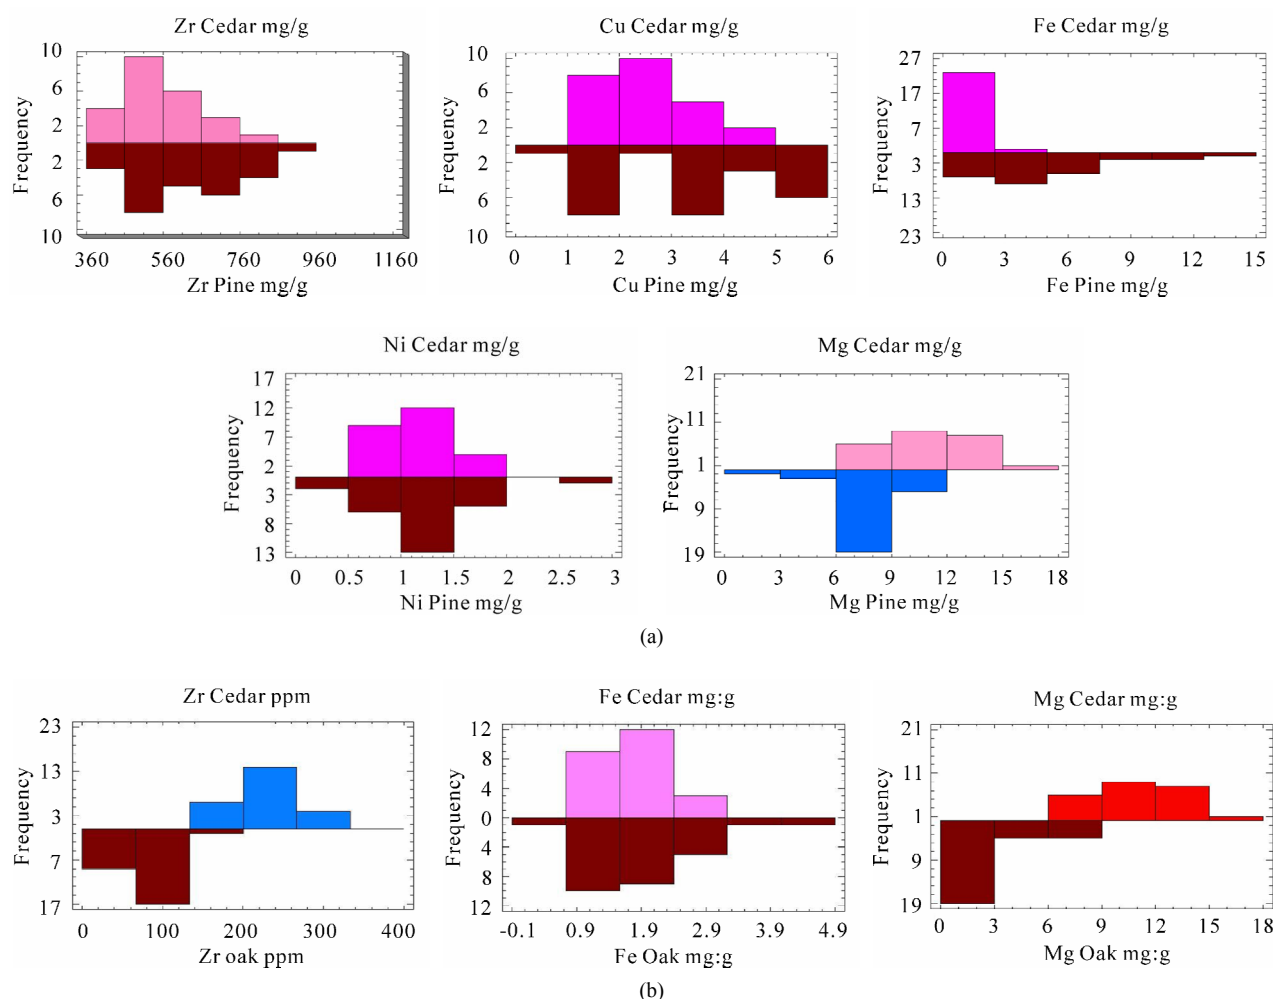 Zr Cedar mg/g
Cu Cedar mg/g
Fe Cedar mg/g
Frequency
10
6
2
2
6
10
360 560 760 960 1160
Zr Pine mg/g
Frequency
10
6
2
2
6
10
0 1 2 3 4 5 6
Cu Pine mg/g
Frequency
27
17
7
3
13
23
0 3 6 9 12 15
Fe Pine mg/g
Ni Cedar mg/g
Mg Cedar mg/g
Frequency
17
12
7
2
3
8
13
0 0.5 1 1.5 2 2.5 3
Ni Pine mg/g
Frequency
21
11
1
9
19
0 3 6 9 12 15 18
Mg Pine mg/g
(a)
Zr Cedar ppm
Fe Cedar mg:g
Mg Cedar mg:g
Frequency
23
13
3
7
17
0 100 200 300 400
Zr oak ppm
Frequency
12
8
4
0
4
8
12
-0.1 0.9 1.9 2.9 3.9 4.9
Fe Oak mg:g
Frequency
21
11
1
9
19
0 3 6 9 12 15 18
Mg Oak mg:g
(b)